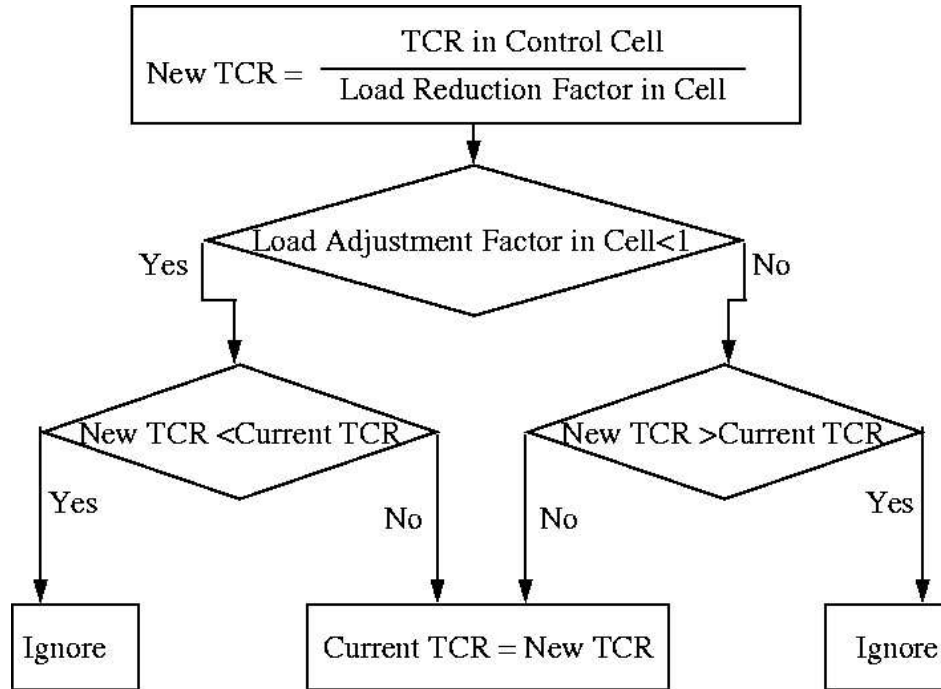 TCR in Control Cell
New TCR =
Load Reduction Factor in Cell
Load Adjustment Factor in Cell<1
Yes
No
New TCR <Current TCR
New TCR >Current TCR
Yes
No
No
Yes
Ignore
Current TCR = New TCR
Ignore